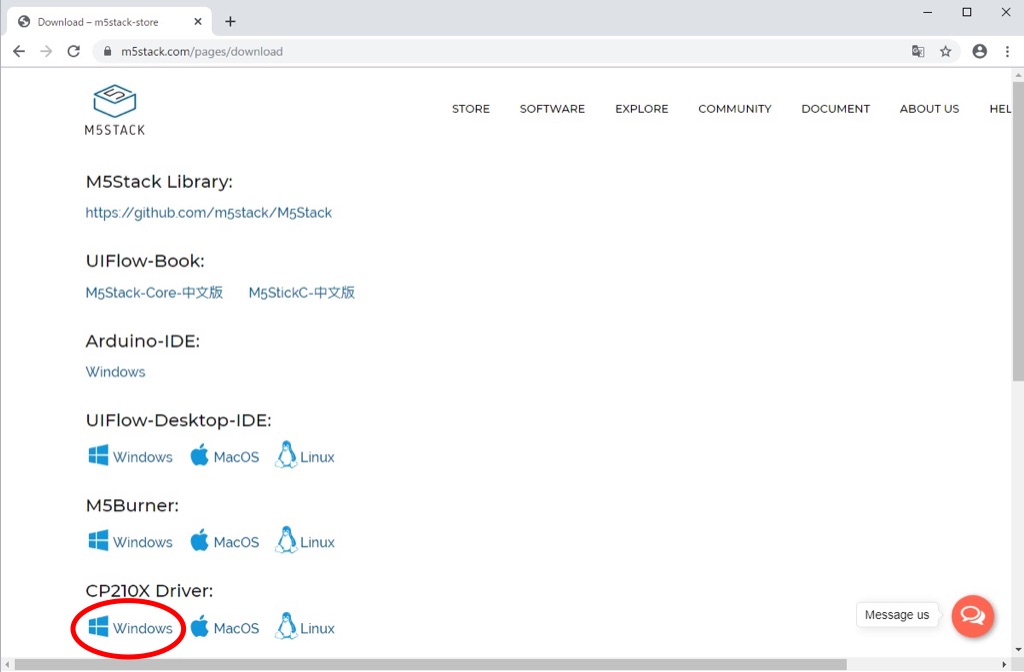 Download – m5stack-store
m5stack.com/pages/download
M5STACK
STORE SOFTWARE EXPLORE COMMUNITY DOCUMENT ABOUT US HEL
M5Stack Library:
https://github.com/m5stack/M5Stack
UIFlow-Book:
M5Stack-Core-中文版 M5StickC-中文版
Arduino-IDE:
Windows
UIFlow-Desktop-IDE:
Windows MacOS Linux
M5Burner:
Windows MacOS Linux
CP210X Driver:
Windows MacOS Linux
Message us